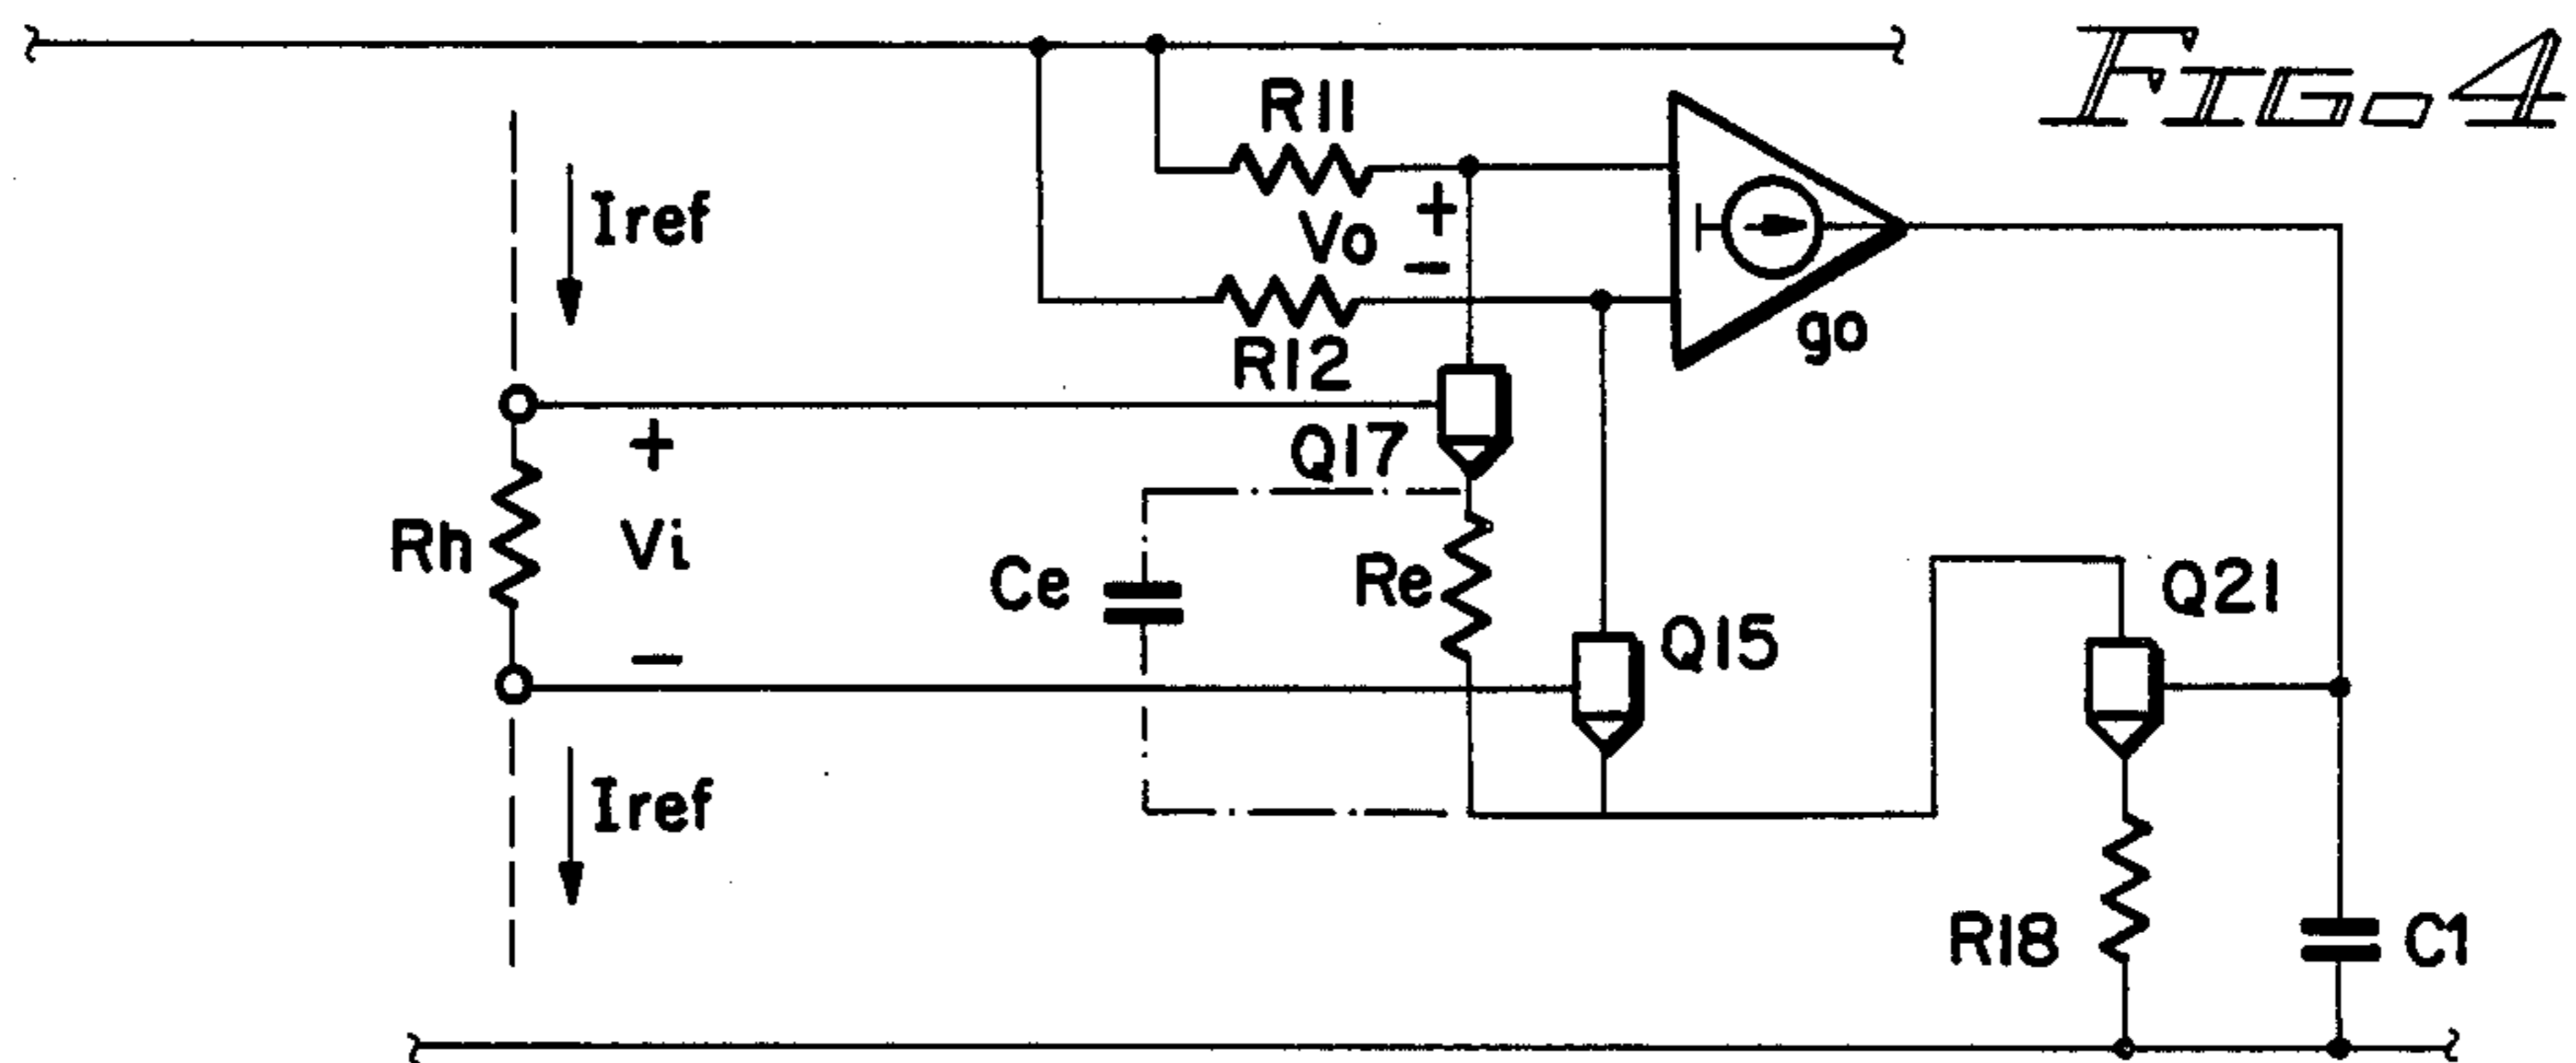 FIG. 4
R11
Iref
+
Vo
-
go
R12
+
Q17
Rh
Vi
Ce
Re
Q21
Q15
-
Iref
R18
C1